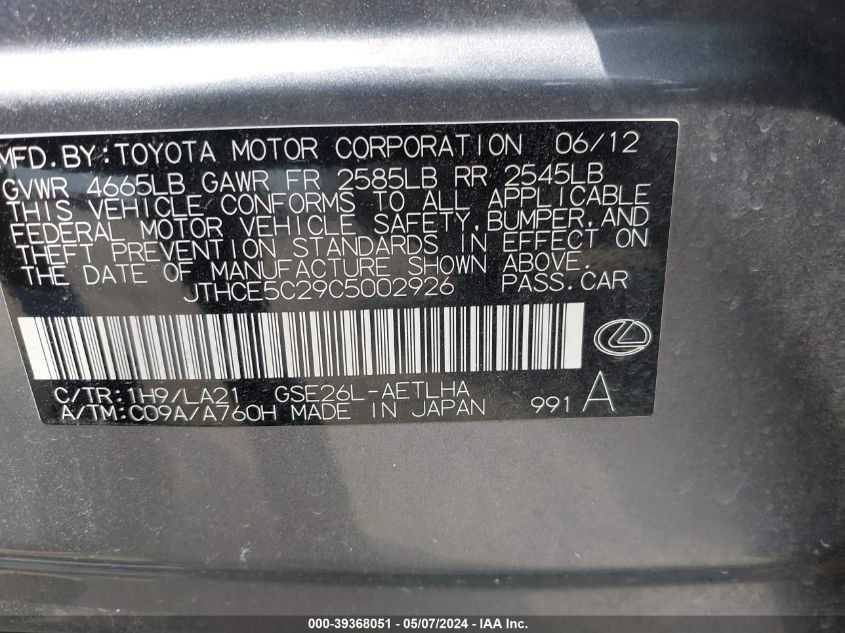 MFD. BY: TOYOTA MOTOR CORPORATION 06/12
GVWR 4665LB GAWR FR 2585LB RR 2545LB
THIS VEHICLE CONFORMS TO ALL APPLICABLE
FEDERAL MOTOR VEHICLE SAFETY, BUMPER, AND
THEFT PREVENTION STANDARDS IN EFFECT ON
THE DATE OF MANUFACTURE SHOWN ABOVE.
JTHCE5C29C5002926 PASS. CAR
C/TR: 1H9/LA21 GSE26L-AETLHA
A/TM: C09A/A760H MADE IN JAPAN 991 A
000-39368051 - 05/07/2024 - IAA Inc.